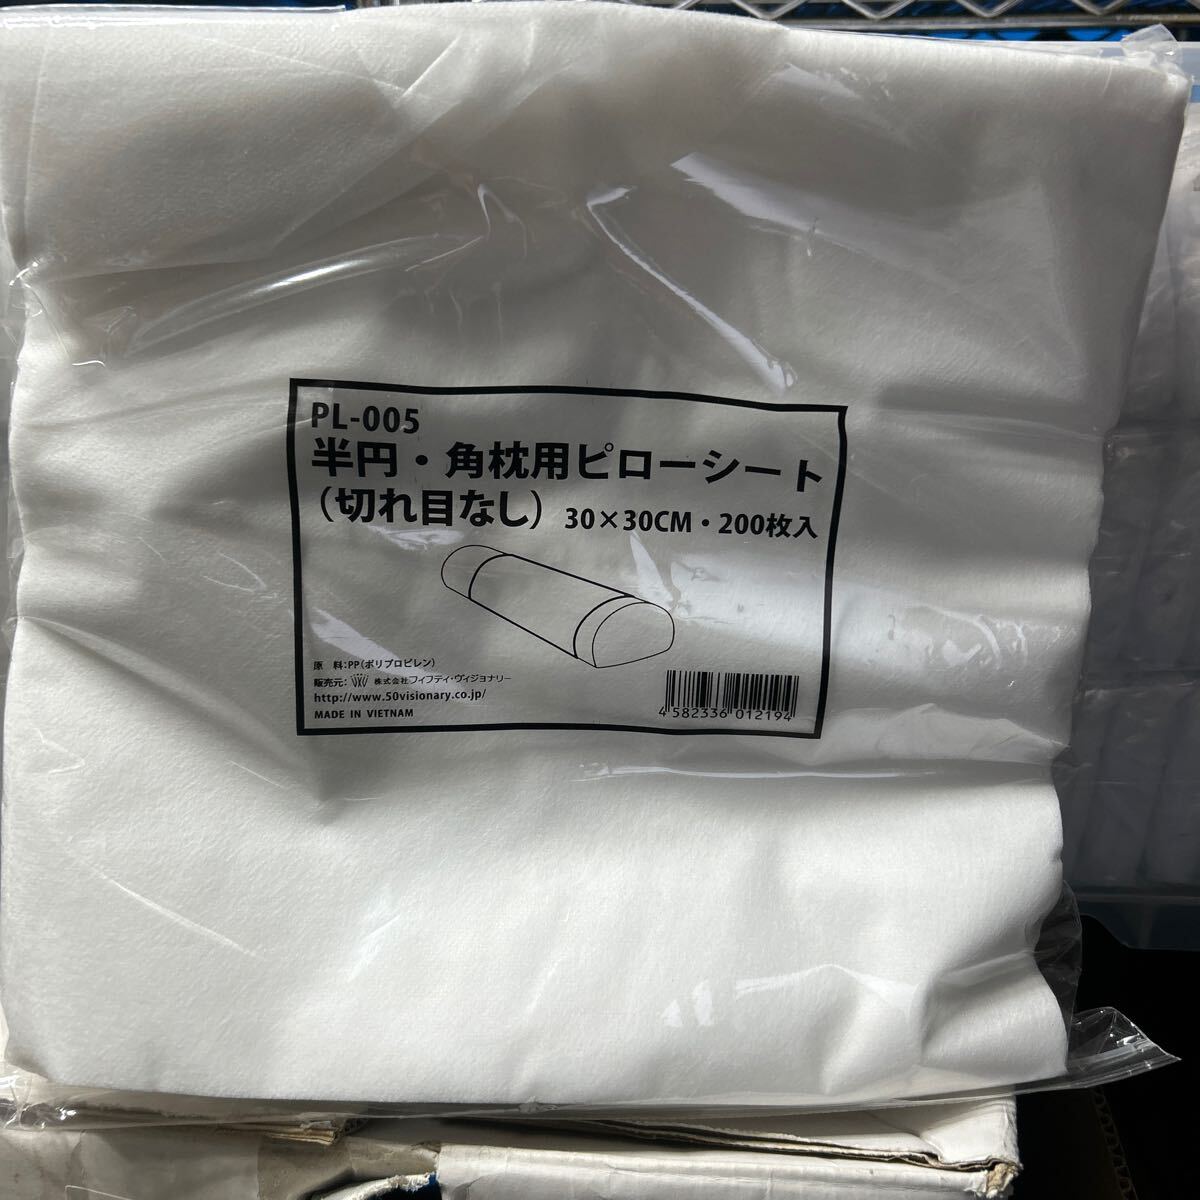 PL-005
半円・角枕用ピローシート
（切れ目なし） 30×30CM・200枚入
原　料:PP(ポリプロピレン)
販売元: 株式会社フィフティ・ヴィジョナリー
http://www.50visionary.co.jp/
MADE IN VIETNAM
4 582336 012194